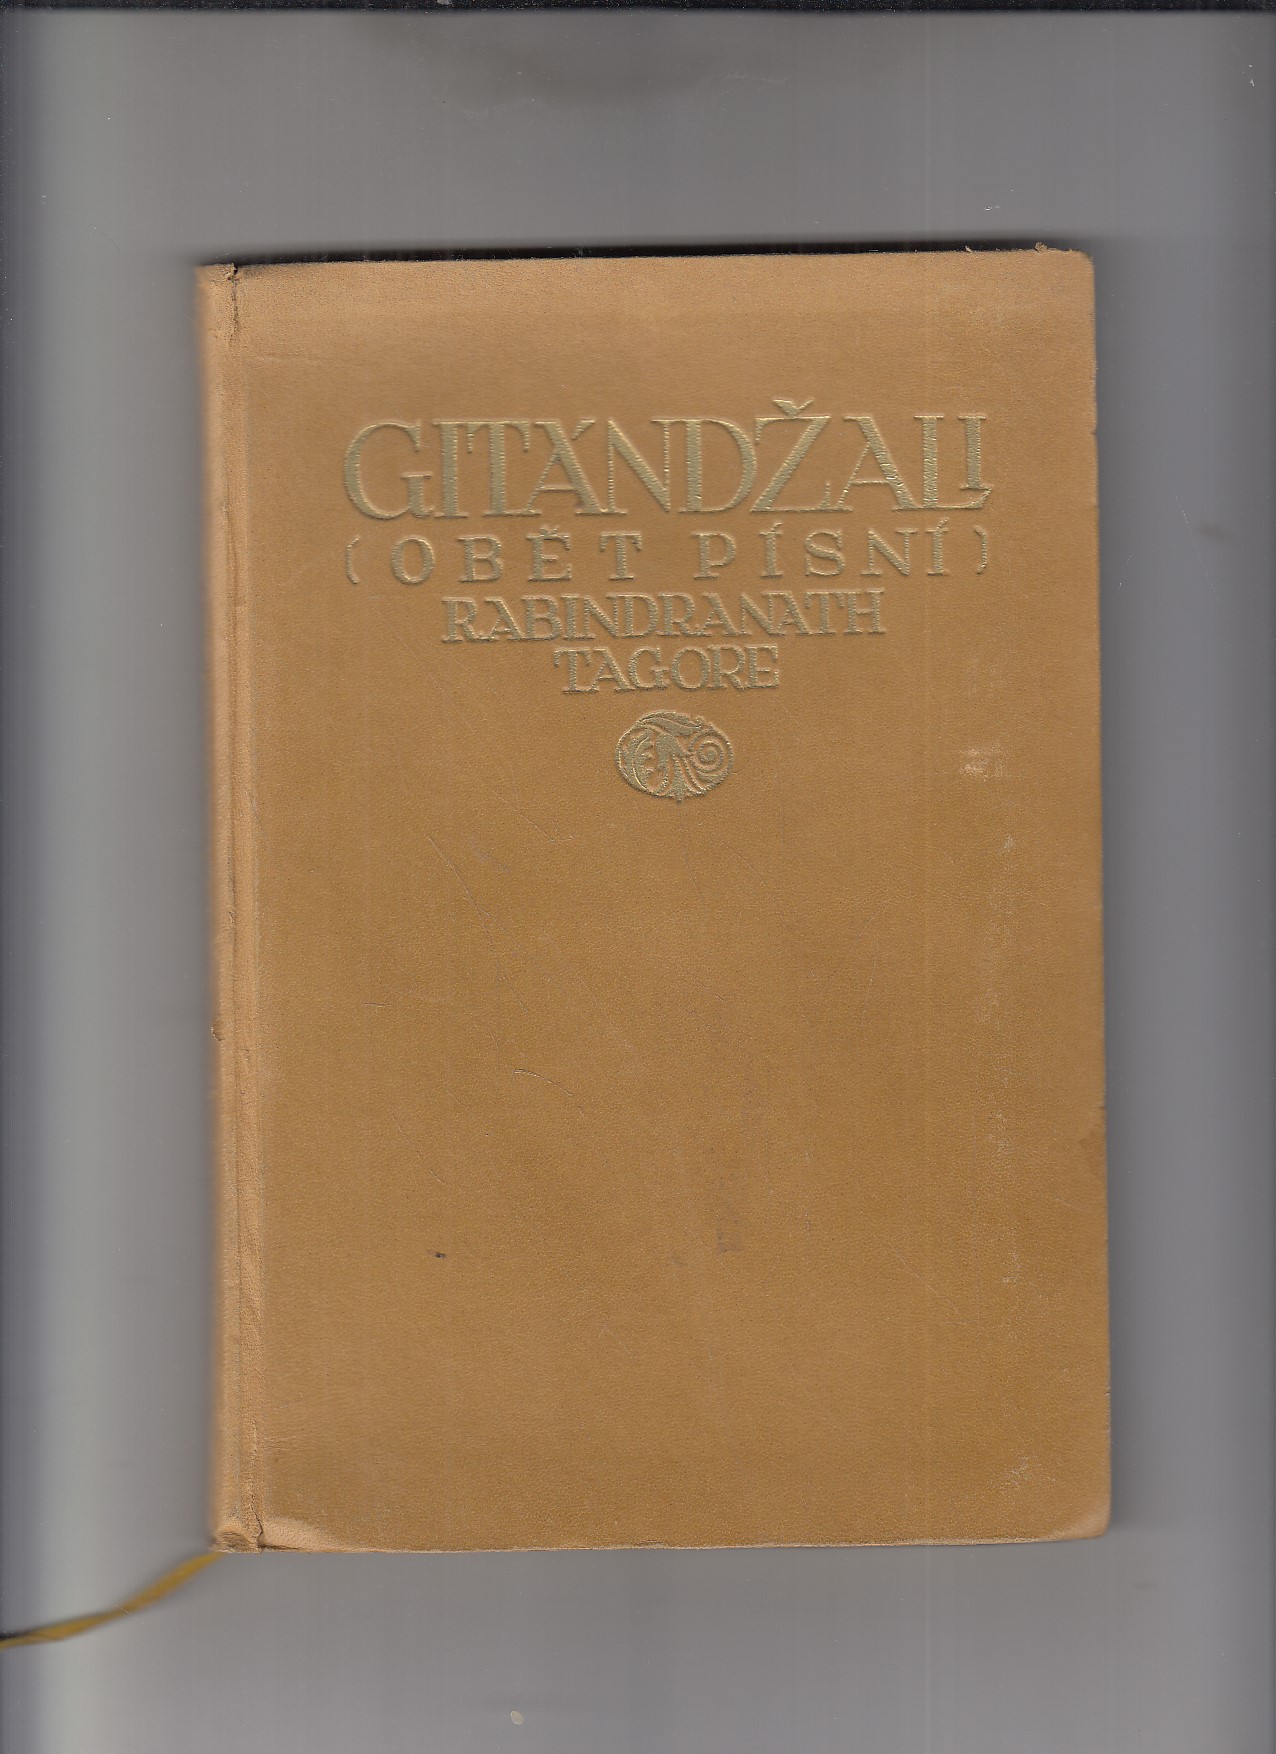 GITÁNDŽALI
(OBĚT PÍSNÍ)
RABINDRANATH
TAGORE